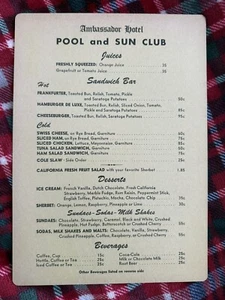 Ambassador Hotel
POOL and SUN CLUB
Juices
FRESHLY SQUEEZED: Orange Juice
Grapefruit or Tomato Juice
Sandwich Bar
Hot
FRANKFURTER, Toasted Bun, Relish, Tomato, Pickle
and Saratoga Potatoes
HAMBURGER DE LUXE, Toasted Bun, Relish, Sliced Onion, Tomato,
Pickle and Saratoga Potatoes
CHEESEBURGER, Toasted Bun, Relish, Saratoga Potatoes
COLD
SWISS CHEESE, on Rye Bread, Garniture
SLICED HAM, on Rye Bread, Garniture
SLICED CHICKEN, Lettuce, Mayonnaise, Garniture
TUNA SALAD SANDWICH, Garniture
HAM SALAD SANDWICH, Garniture
COLE SLAW - Side Order
CALIFORNIA FRESH FRUIT SALAD with your favorite Sherbet
Desserts
ICE CREAM: French Vanilla, Dutch Chocolate, Fresh California
Strawberry, Marble Fudge, Rum Raisin, Peppermint Stick,
English Toffee, Pistachio, Mocha, Chocolate Chip
SHERBET: Orange, Lemon, Raspberry, Pineapple or Lime
Sundaes-Sodas-Milk Shakes
SUNDAES: Chocolate, Strawberry, Caramel, Black and White, Crushed
Pineapple, Hot Fudge, Butterscotch or Crushed Cherry
SODAS, MILK SHAKES AND MALTS: Chocolate, Vanilla, Strawberry,
Crushed Pineapple, Coffee, Raspberry or Crushed Cherry
Beverages
Coffee, Cup
Hot Tea
Iced Coffee or Tea
Coca-Cola
Milk or Chocolate
Root Beer
Other Beverages listed on reverse side